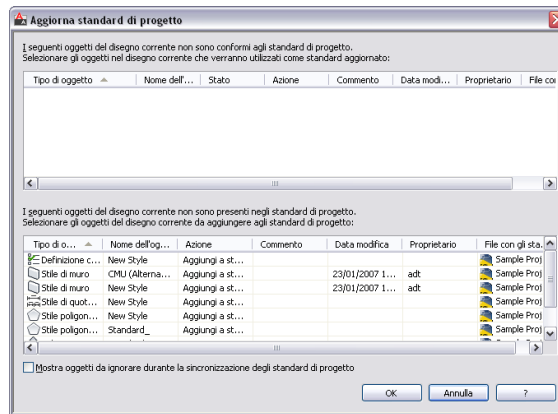 Aggiorna standard di progetto
I seguenti oggetti del disegno corrente non sono conformi agli standard di progetto.
Selezionare gli oggetti nel disegno corrente che verranno utilizzati come standard aggiornato:
Tipo di oggetto Nome dell'... Stato Azione Commento Data modi... Proprietario File co
I seguenti oggetti del disegno corrente non sono presenti negli standard di progetto.
Selezionare gli oggetti del disegno corrente da aggiungere agli standard di progetto:
Tipo di o... Nome dell'og... Azione Commento Data modifica Proprietario File con gli sta...
Definizione c... New Style Aggiungi a st... Sample Proj
Stile di muro CMU (Alterna... Aggiungi a st... 23/01/2007 1... adt Sample Proj
Stile di muro New Style Aggiungi a st... 23/01/2007 1... adt Sample Proj
Stile di quot... New Style Aggiungi a st... Sample Proj
Stile poligon... New Style Aggiungi a st... Sample Proj
Stile poligon... Standard_ Aggiungi a st... Sample Proj
Mostra oggetti da ignorare durante la sincronizzazione degli standard di progetto
OK Annulla ?